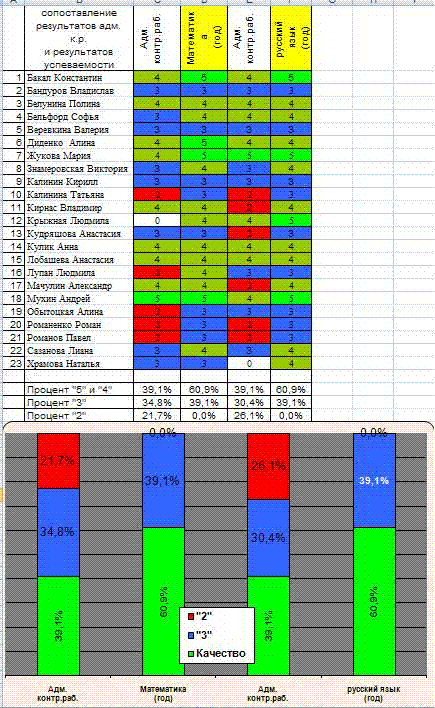 сопоставление
результатов адм.
к.р.
и результатов
успеваемости
Адм.
контр.раб.
Математик
а
(год)
Адм.
контр.раб.
русский
язык
(год)
1 Бакал Константин 4 5 4 5
2 Бандуров Владислав 3 3 3 3
3 Белунина Полина 4 4 4 4
4 Бельфорд Софья 3 4 4 4
5 Веревкина Валерия 3 3 3 3
6 Диденко Алина 4 5 4 4
7 Жукова Мария 4 5 5 5
8 Знамеровская Виктория 3 4 3 4
9 Калинин Кирилл 3 3 3 3
10 Калинина Татьяна 2 3 2 3
11 Кирнас Владимир 4 4 2 4
12 Крыжная Людмила 0 4 4 5
13 Кудряшова Анастасия 3 3 2 3
14 Кулик Анна 4 4 4 4
15 Лобашева Анастасия 4 4 4 4
16 Лупан Людмила 2 4 3 3
17 Мачулин Александр 4 4 2 4
18 Мухин Андрей 5 5 4 5
19 Обытоцкая Алина 2 3 3 3
20 Романенко Роман 2 3 2 3
21 Романов Павел 2 3 2 3
22 Сазанова Лиана 3 4 3 4
23 Храмова Наталья 3 3 0 4
Процент "5" и "4" 39,1% 60,9% 39,1% 60,9%
Процент "3" 34,8% 39,1% 30,4% 39,1%
Процент "2" 21,7% 0,0% 26,1% 0,0%
0,0% 0,0%
21,7% 26,1%
39,1% 39,1%
34,8% 30,4%
39,1% 60,9% 39,1% 60,9%
"2"
"3"
Качество
Адм.
контр.раб.
Математика
(год)
Адм.
контр.раб.
русский язык
(год)